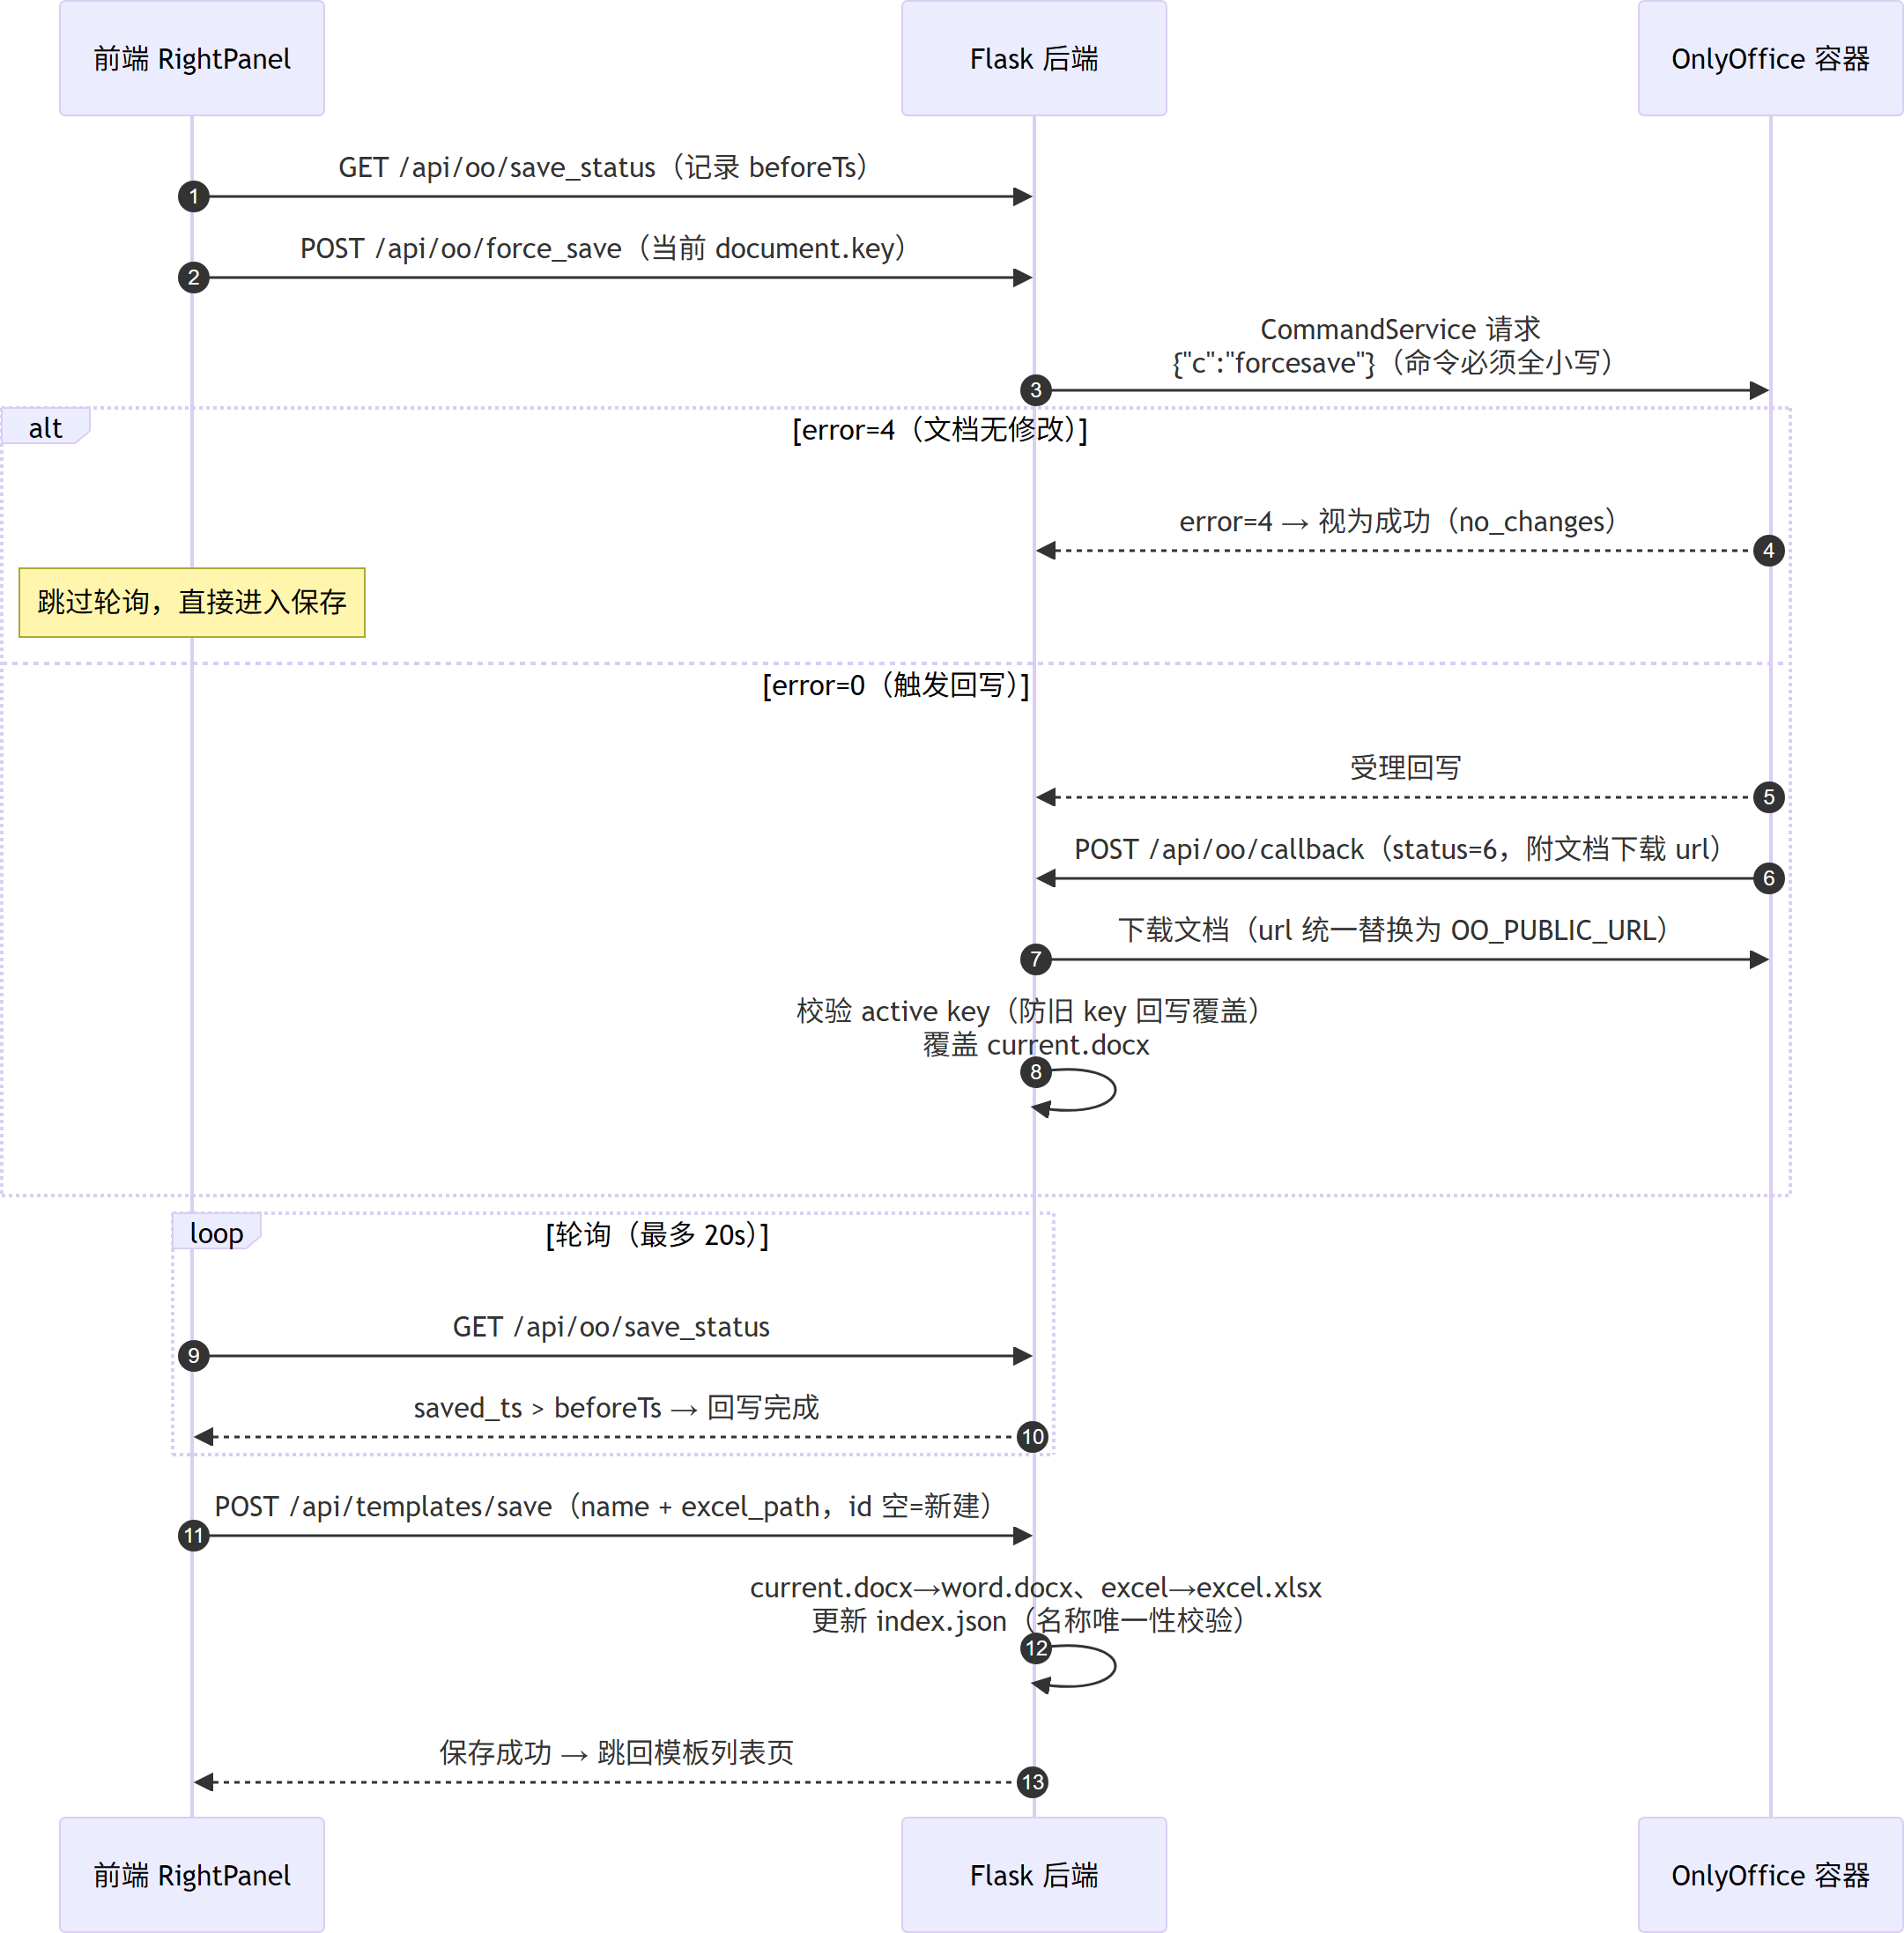 前端 RightPanel
Flask 后端
OnlyOffice 容器
GET /api/oo/save_status（记录 beforeTs）
1
POST /api/oo/force_save（当前 document.key）
2
CommandService 请求
{"c":"forcesave"}（命令必须全小写）
3
alt
[error=4（文档无修改）]
error=4 → 视为成功（no_changes）
4
跳过轮询，直接进入保存
[error=0（触发回写）]
受理回写
5
POST /api/oo/callback（status=6，附文档下载 url）
6
下载文档（url 统一替换为 OO_PUBLIC_URL）
7
校验 active key（防旧 key 回写覆盖）
覆盖 current.docx
8
loop
[轮询（最多 20s）]
GET /api/oo/save_status
9
saved_ts > beforeTs → 回写完成
10
POST /api/templates/save（name + excel_path，id 空=新建）
11
current.docx→word.docx、excel→excel.xlsx
更新 index.json（名称唯一性校验）
12
保存成功 → 跳回模板列表页
13
前端 RightPanel
Flask 后端
OnlyOffice 容器